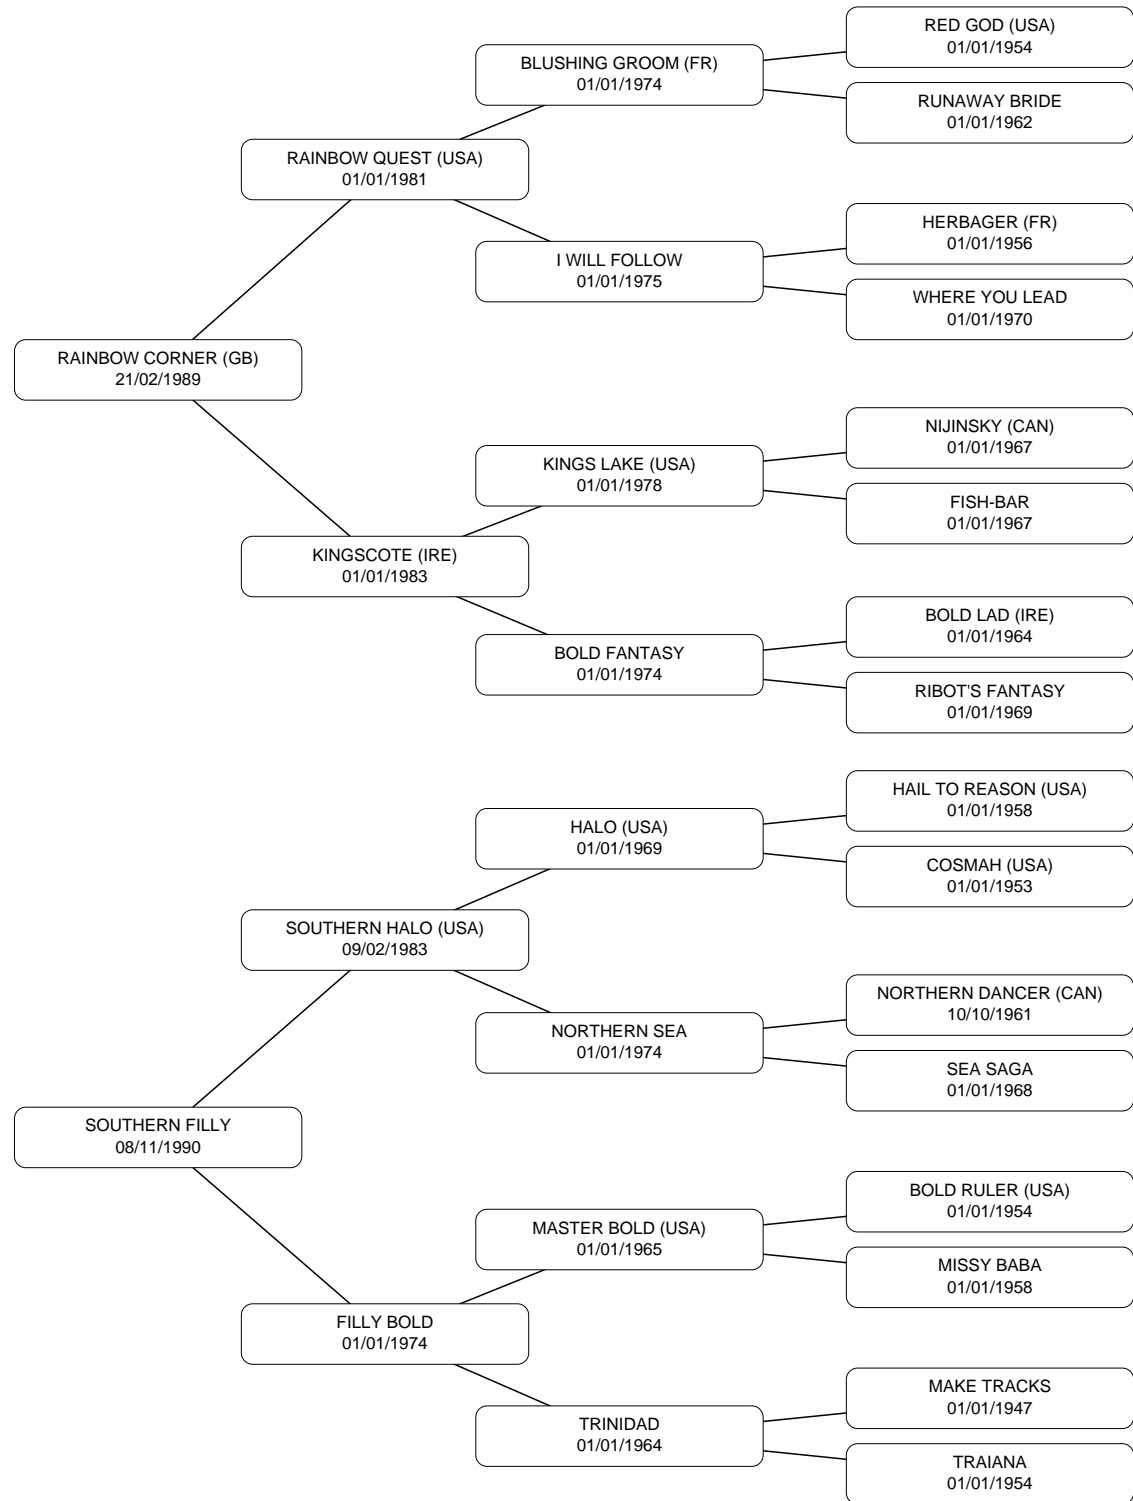 RED GOD (USA)
01/01/1954
BLUSHING GROOM (FR)
01/01/1974
RUNAWAY BRIDE
01/01/1962
RAINBOW QUEST (USA)
01/01/1981
HERBAGER (FR)
01/01/1956
I WILL FOLLOW
01/01/1975
WHERE YOU LEAD
01/01/1970
RAINBOW CORNER (GB)
21/02/1989
NIJINSKY (CAN)
01/01/1967
KINGS LAKE (USA)
01/01/1978
FISH-BAR
01/01/1967
KINGSCOTE (IRE)
01/01/1983
BOLD LAD (IRE)
01/01/1964
BOLD FANTASY
01/01/1974
RIBOT'S FANTASY
01/01/1969
HAIL TO REASON (USA)
01/01/1958
HALO (USA)
01/01/1969
COSMAH (USA)
01/01/1953
SOUTHERN HALO (USA)
09/02/1983
NORTHERN DANCER (CAN)
10/10/1961
NORTHERN SEA
01/01/1974
SEA SAGA
01/01/1968
SOUTHERN FILLY
08/11/1990
BOLD RULER (USA)
01/01/1954
MASTER BOLD (USA)
01/01/1965
MISSY BABA
01/01/1958
FILLY BOLD
01/01/1974
MAKE TRACKS
01/01/1947
TRINIDAD
01/01/1964
TRAIANA
01/01/1954